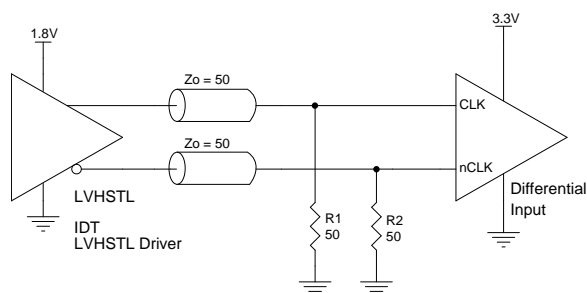 1.8V
3.3V
Zo = 50
CLK
Zo = 50
nCLK
LVHSTL
Differential
Input
IDT
LVHSTL Driver
R1
50
R2
50